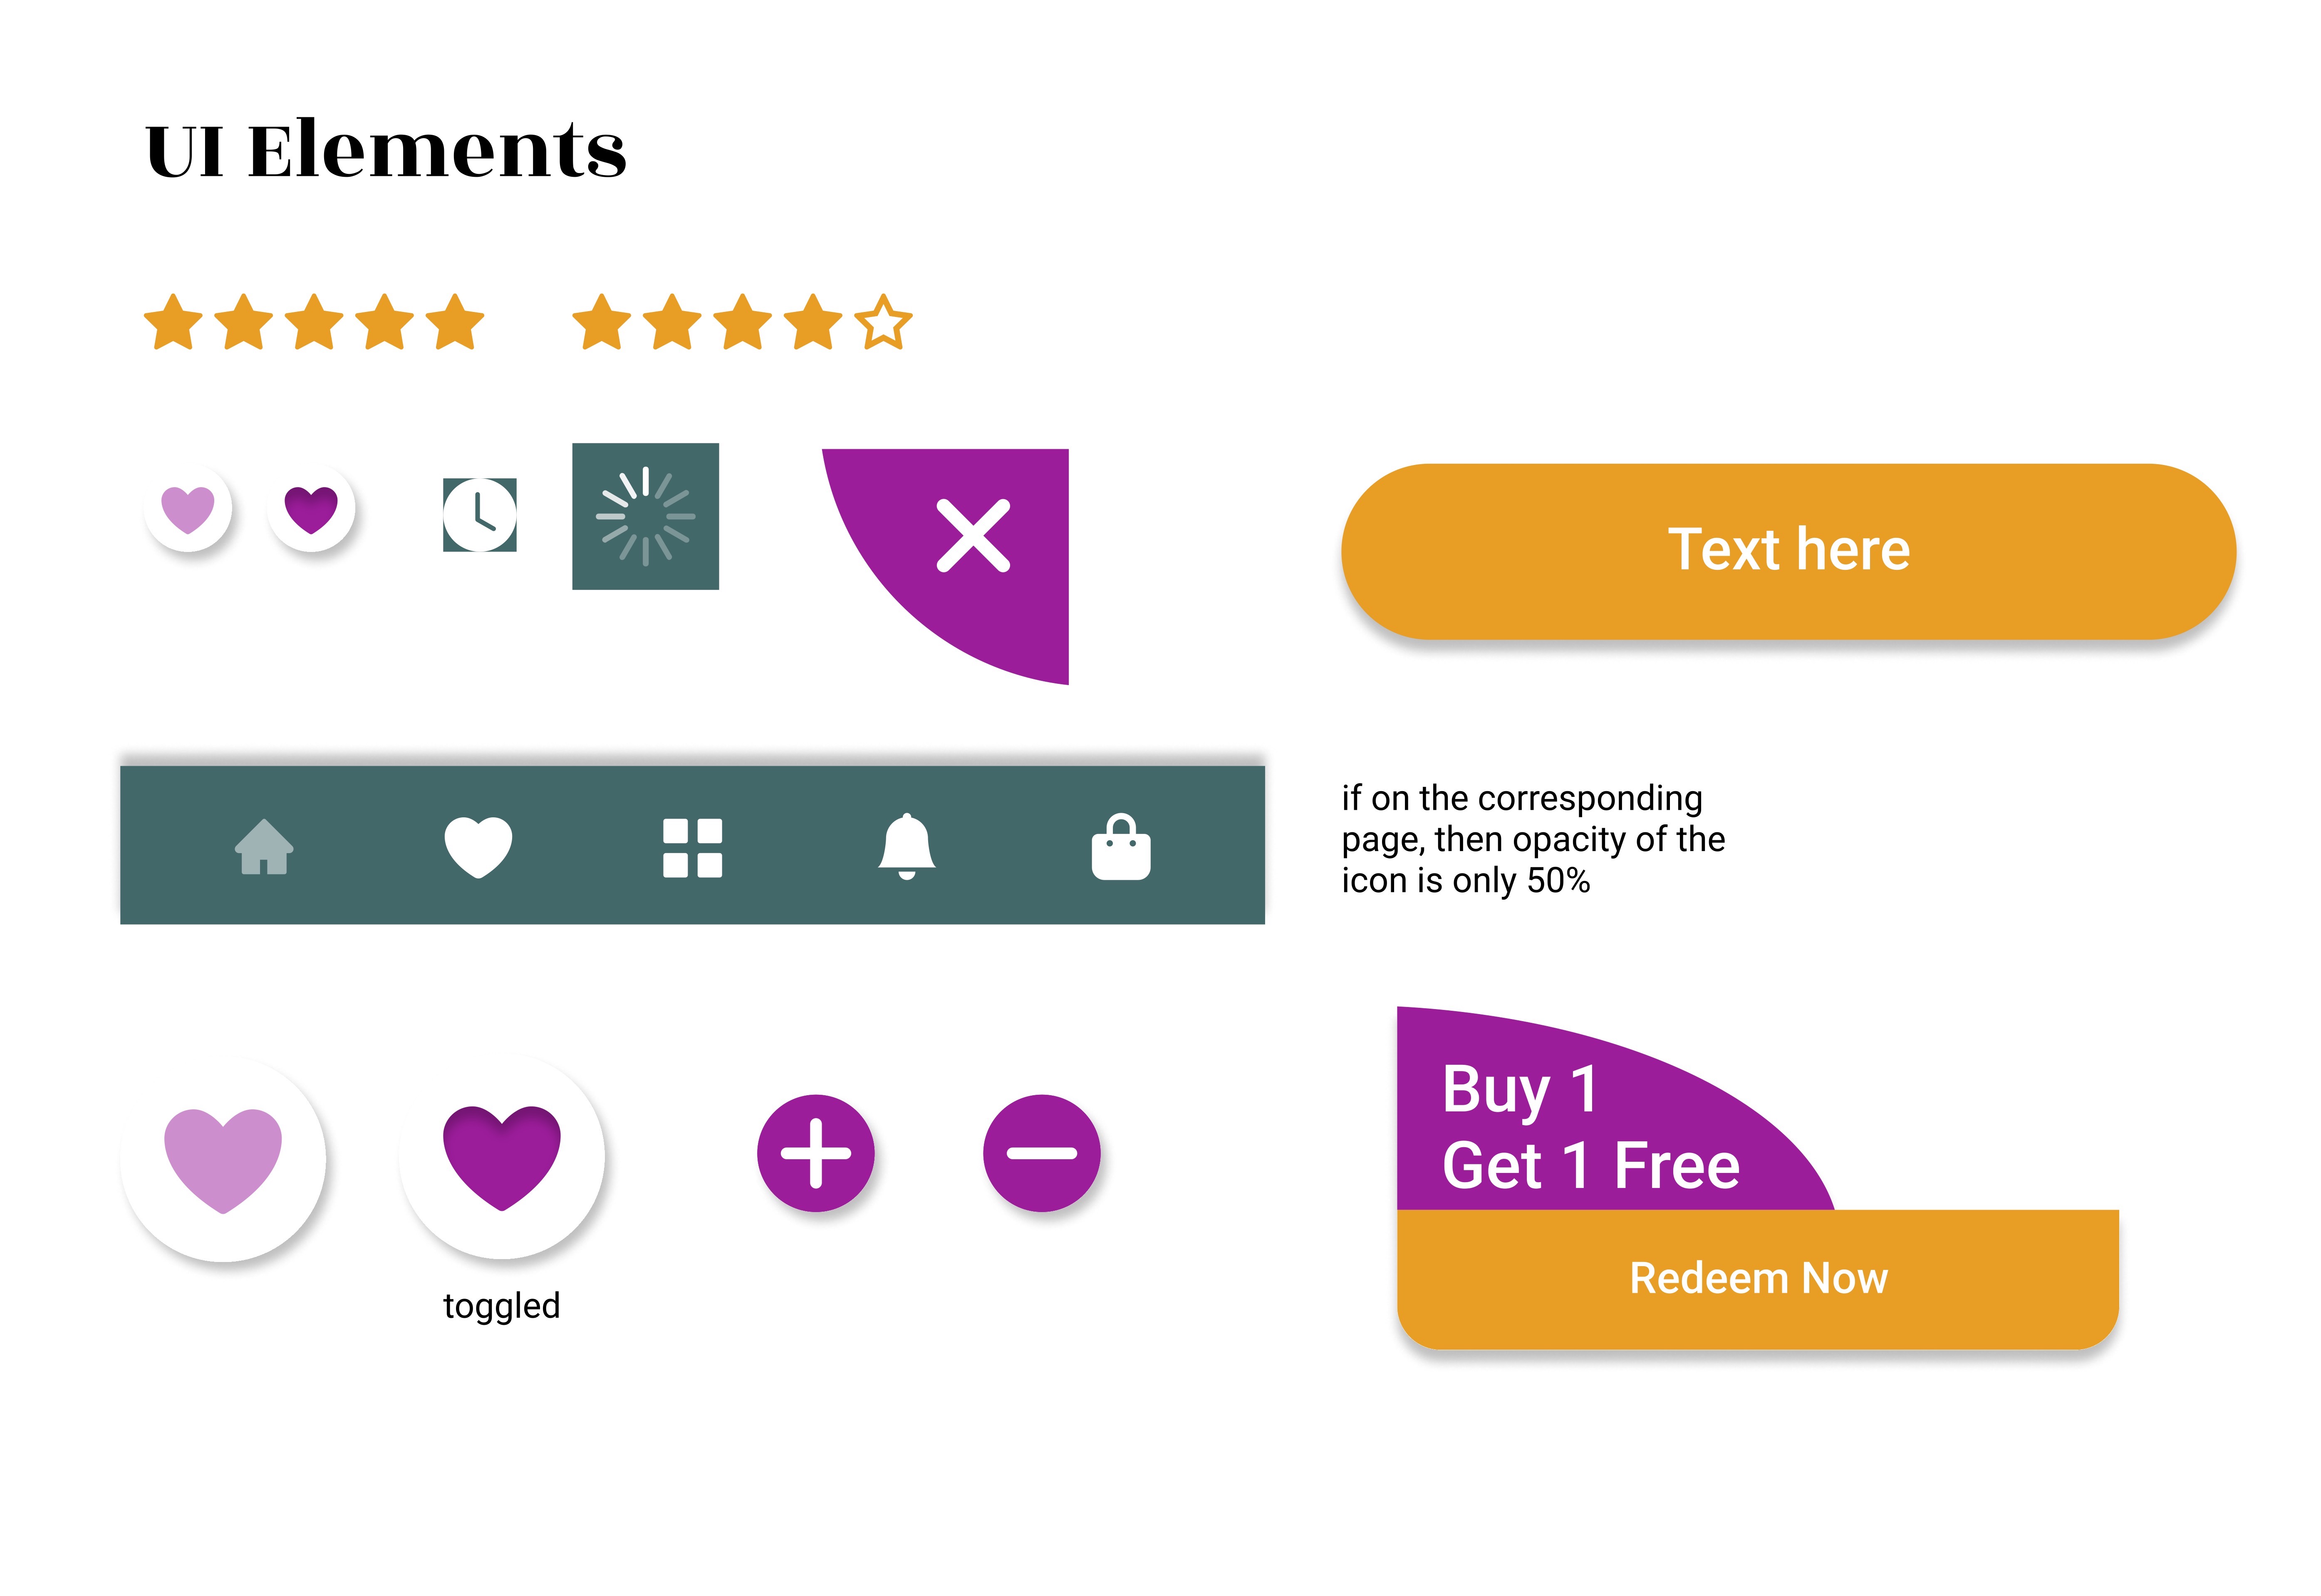 UI Elements
Text here
if on the corresponding
page, then opacity of the
icon is only 50%
Buy 1
Get 1 Free
Redeem Now
toggled